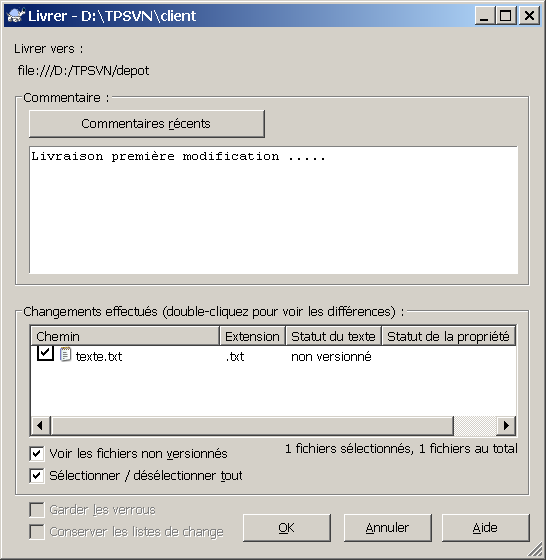 Livrer - D:\TPSVN\client
Livrer vers :
file:///D:/TPSVN/depot
Commentaire :
Commentaires récents
Livraison première modification .....
Changements effectués (double-cliquez pour voir les différences) :
Chemin Extension Statut du texte Statut de la propriété
texte.txt .txt non versionné
Voir les fichiers non versionnés
1 fichiers sélectionnés, 1 fichiers au total
Sélectionner / désélectionner tout
Garder les verrous
Conserver les listes de change
OK Annuler Aide